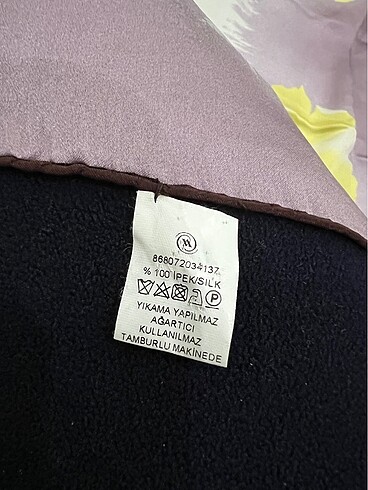 868072034137
% 100 İPEK/SILK
P
YIKAMA YAPILMAZ
AĞARTICI
KULLANILMAZ
TAMBURLU MAKİNEDE